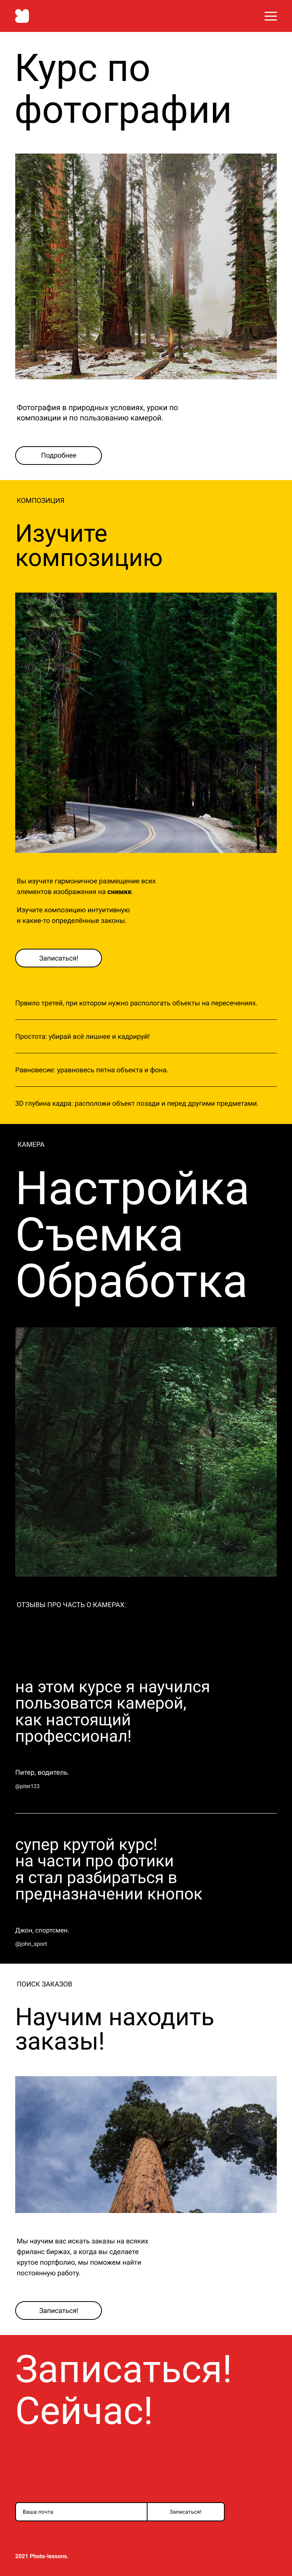 Курс по
фотографии
Фотография в природных условиях, уроки по
композиции и по пользованию камерой.
Подробнее
КОМПОЗИЦИЯ
Изучите
композицию
Вы изучите гармоничное размещение всех
элементов изображения на снимке.
Изучите композицию интуитивную
и какие-то определённые законы.
Записаться!
Првило третей, при котором нужно распологать объекты на пересечениях.
Простота: убирай всё лишнее и кадрируй!
Равновесие: уравновесь пятна объекта и фона.
3D глубина кадра: расположи объект позади и перед другими предметами.
КАМЕРА
Настройка
Съемка
Обработка
ОТЗЫВЫ ПРО ЧАСТЬ О КАМЕРАХ:
на этом курсе я научился
пользоватся камерой,
как настоящий
профессионал!
Питер, водитель.
@piter123
супер крутой курс!
на части про фотики
я стал разбираться в
предназначении кнопок
Джон, спортсмен.
@john_sport
ПОИСК ЗАКАЗОВ
Научим находить
заказы!
Мы научим вас искать заказы на всяких
фриланс биржах, а когда вы сделаете
крутое портфолио, мы поможем найти
постоянную работу.
Записаться!
Записаться!
Сейчас!
Ваша почта
Записаться!
2021 Photo-lessons.